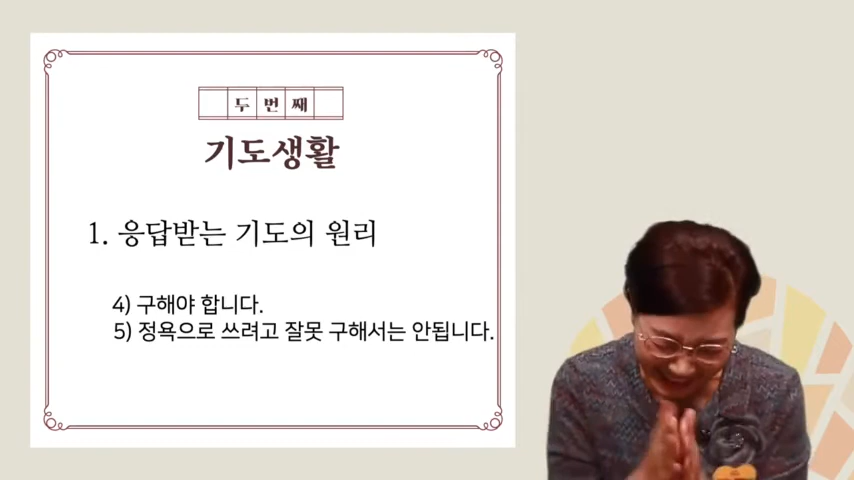 두번째
기도생활
1. 응답받는 기도의 원리
4) 구해야 합니다.
5) 정욕으로 쓰려고 잘못 구해서는 안됩니다.